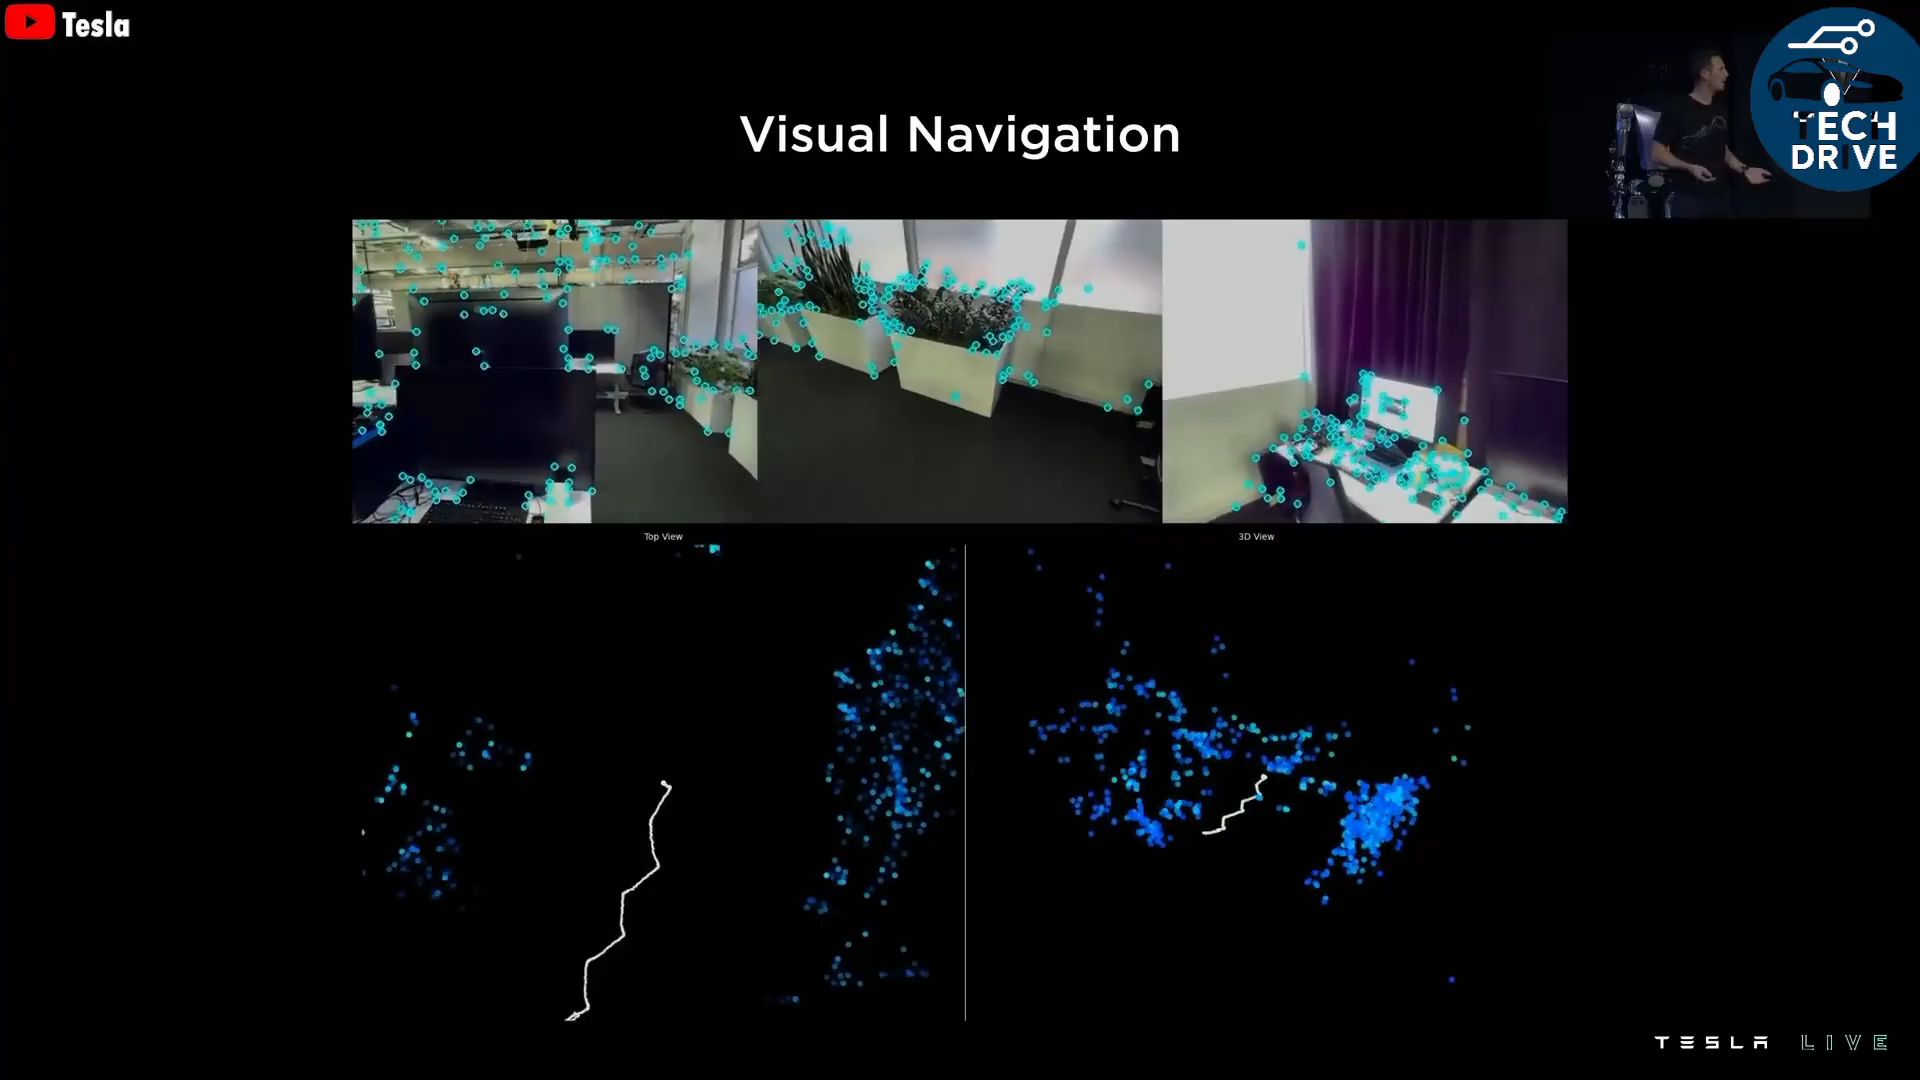 Tesla
TECH
DRIVE
Visual Navigation
Top View
3D View
TESLA LIVE